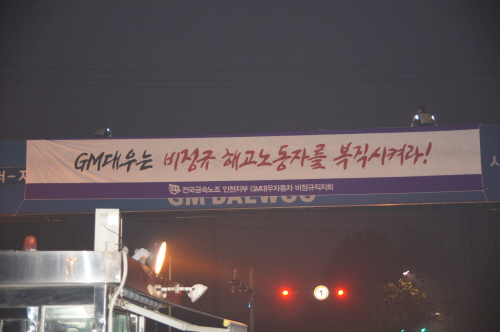 GM대우는 비정규 해고노동자를 복직시켜라!
전국금속노조 인천지부 GM대우자동차 비정규직지회
GM DAEWOO
1